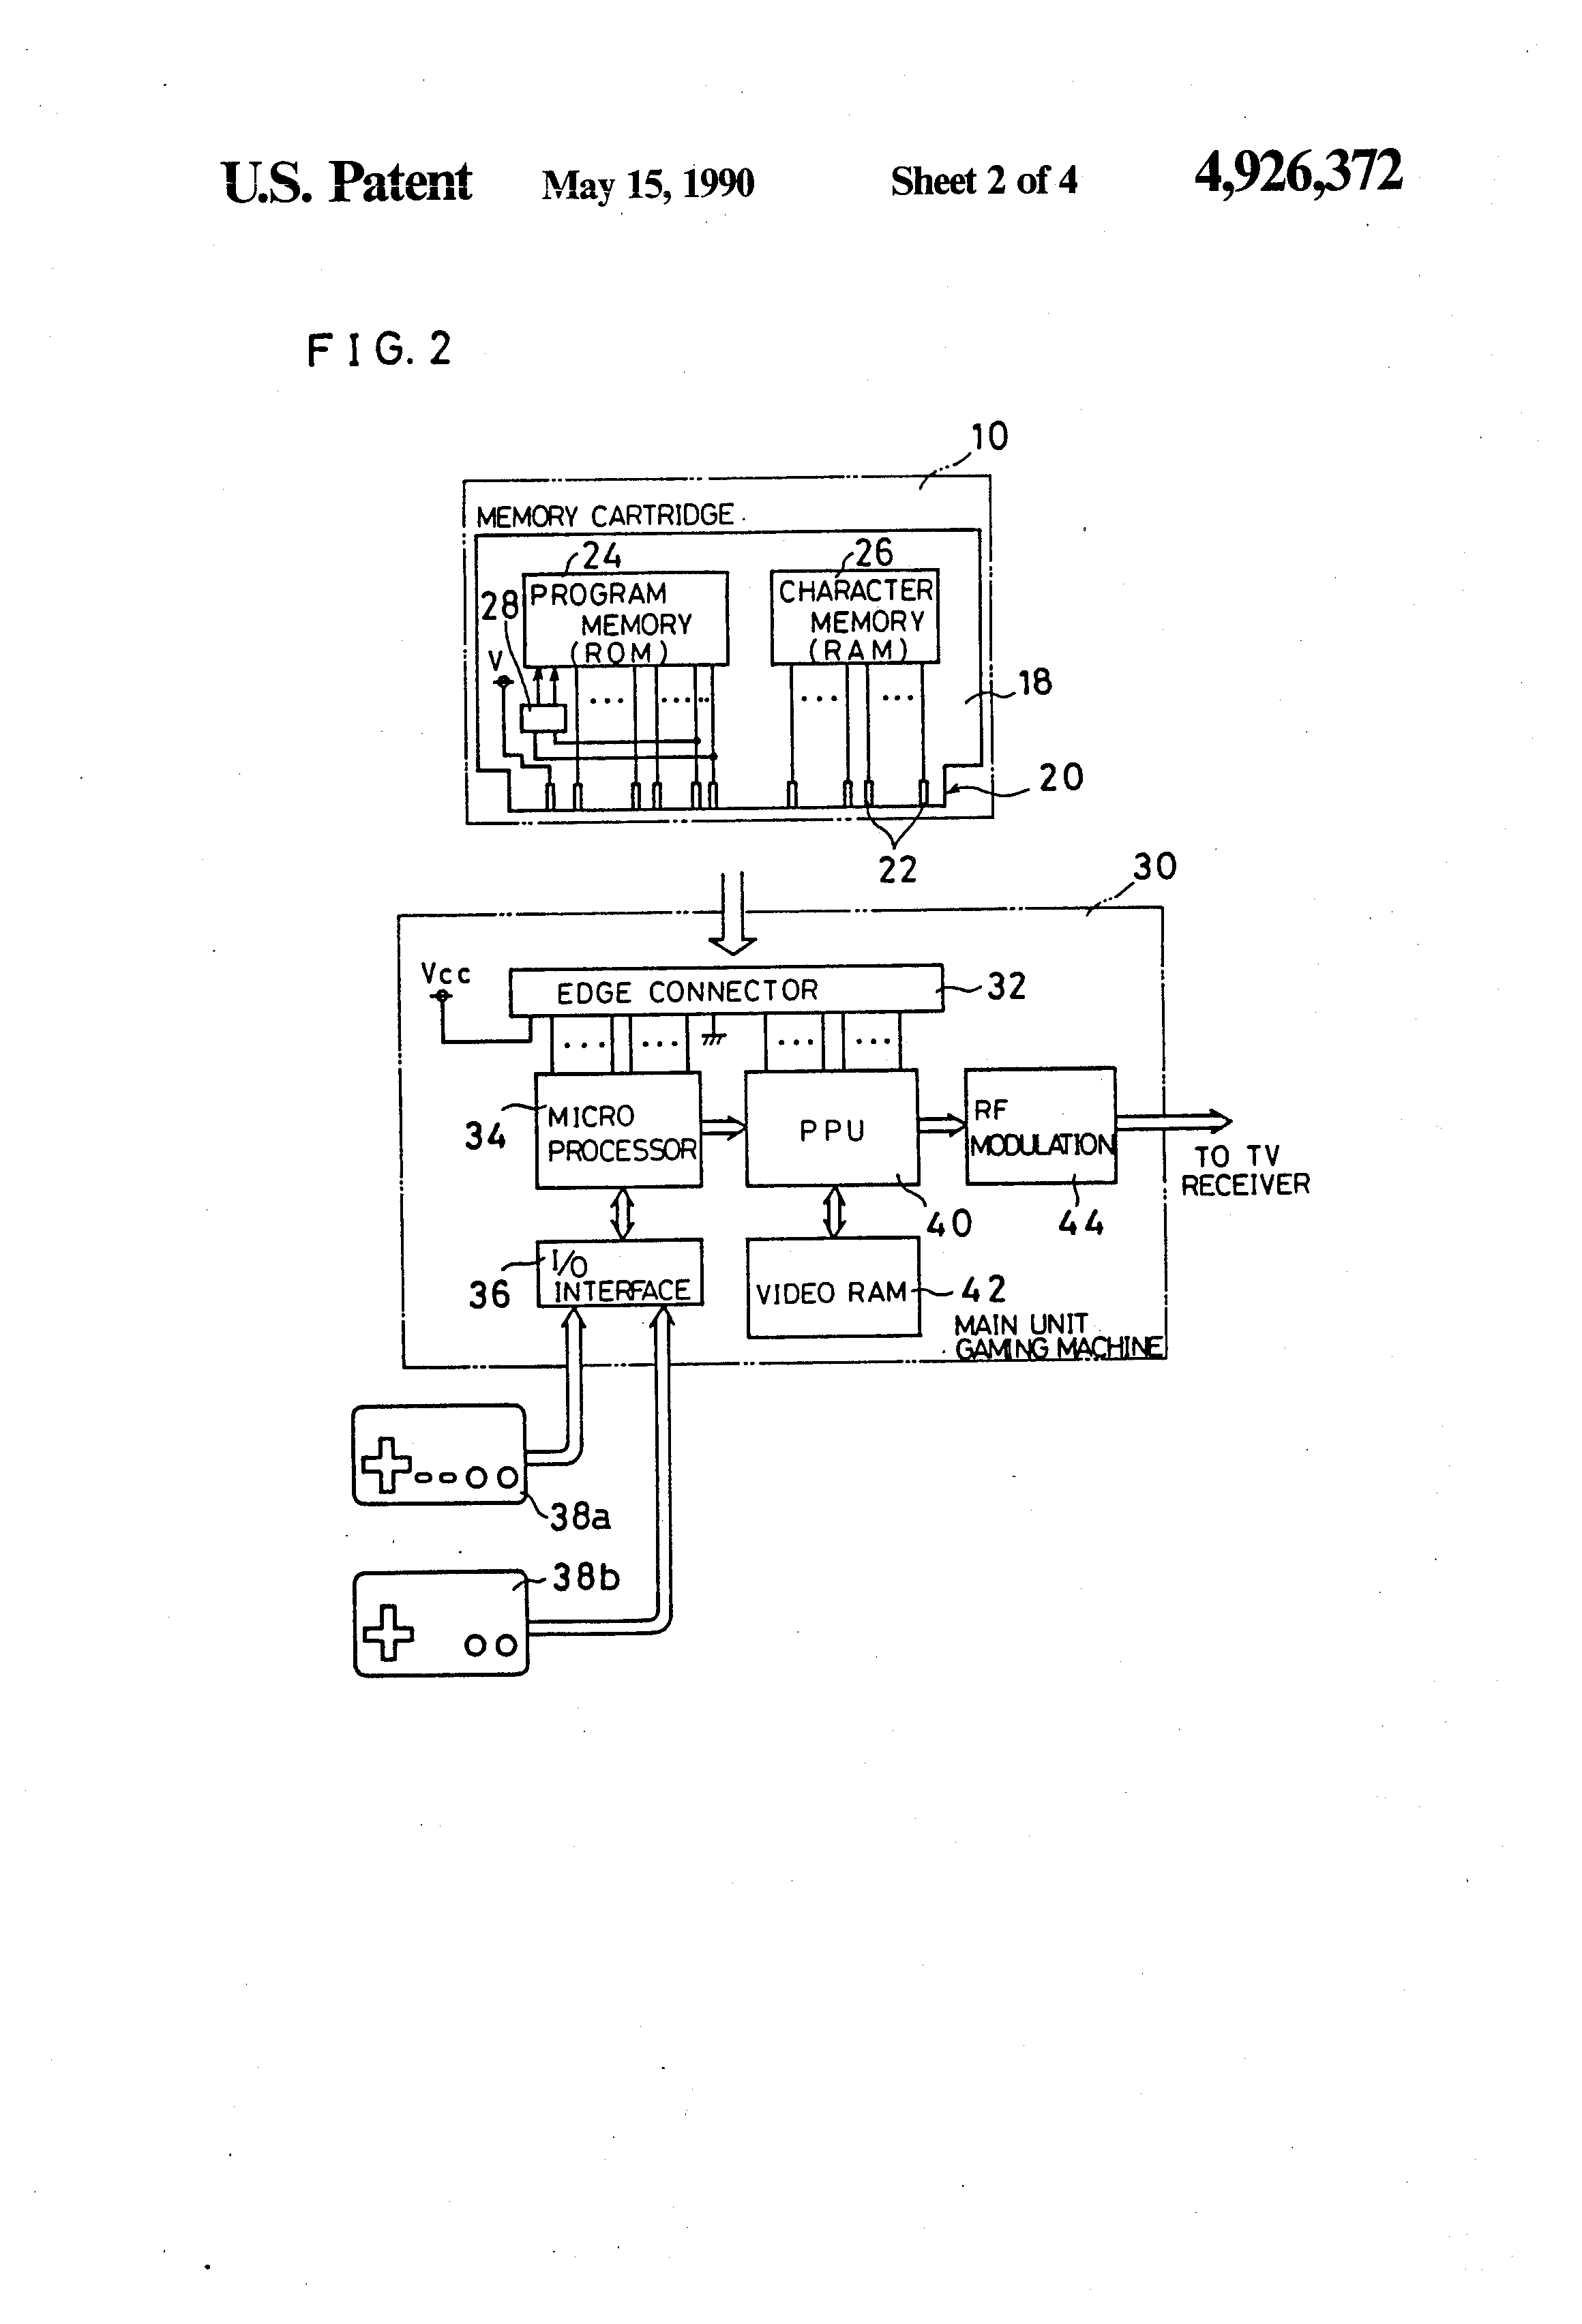 U.S. Patent May 15, 1990 Sheet 2 of 4 4,926,372
FIG. 2
10
MEMORY CARTRIDGE
24
26
28
PROGRAM
MEMORY
(ROM)
CHARACTER
MEMORY
(RAM)
V
18
20
22
30
Vcc
EDGE CONNECTOR
32
34
MICRO
PROCESSOR
PPU
RF
MODULATION
TO TV
RECEIVER
40
44
36
I/O
INTERFACE
VIDEO RAM
42
MAIN UNIT
GAMING MACHINE
38a
38b